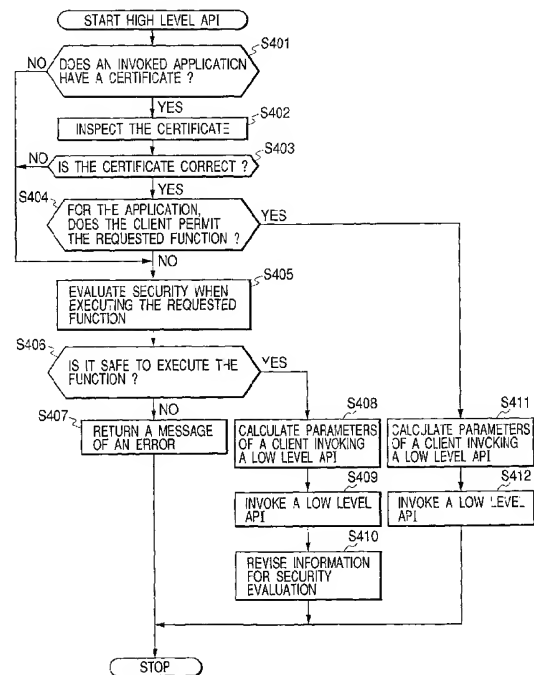 START HIGH LEVEL API
S401
NO
DOES AN INVOKED APPLICATION
HAVE A CERTIFICATE ?
YES
S402
INSPECT THE CERTIFICATE
NO
S403
IS THE CERTIFICATE CORRECT ?
YES
S404
FOR THE APPLICATION,
DOES THE CLIENT PERMIT
THE REQUESTED FUNCTION ?
YES
NO
S405
EVALUATE SECURITY WHEN
EXECUTING THE REQUESTED
FUNCTION
S406
IS IT SAFE TO EXECUTE THE
FUNCTION ?
YES
NO
S407
RETURN A MESSAGE
OF AN ERROR
S408
CALCULATE PARAMETERS
OF A CLIENT INVOKING
A LOW LEVEL API
S411
CALCULATE PARAMETERS
OF A CLIENT INVOKING
A LOW LEVEL API
S409
INVOKE A LOW LEVEL
API
S412
INVOKE A LOW LEVEL
API
S410
REVISE INFORMATION
FOR SECURITY
EVALUATION
STOP